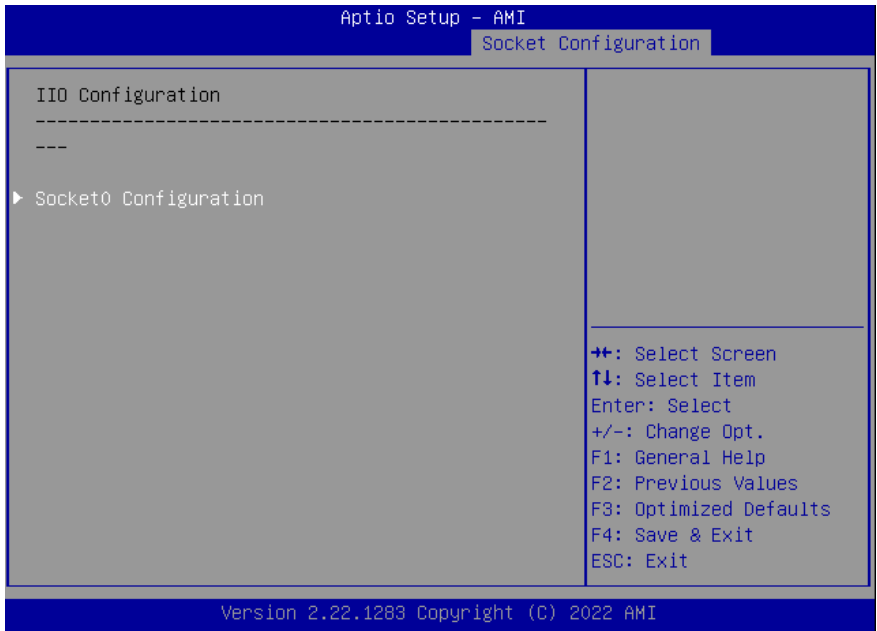 Aptio Setup – AMI
Socket Configuration
IIO Configuration
-----------------------------------------------
---
Socket0 Configuration
→←: Select Screen
↑↓: Select Item
Enter: Select
+/-: Change Opt.
F1: General Help
F2: Previous Values
F3: Optimized Defaults
F4: Save & Exit
ESC: Exit
Version 2.22.1283 Copyright (C) 2022 AMI